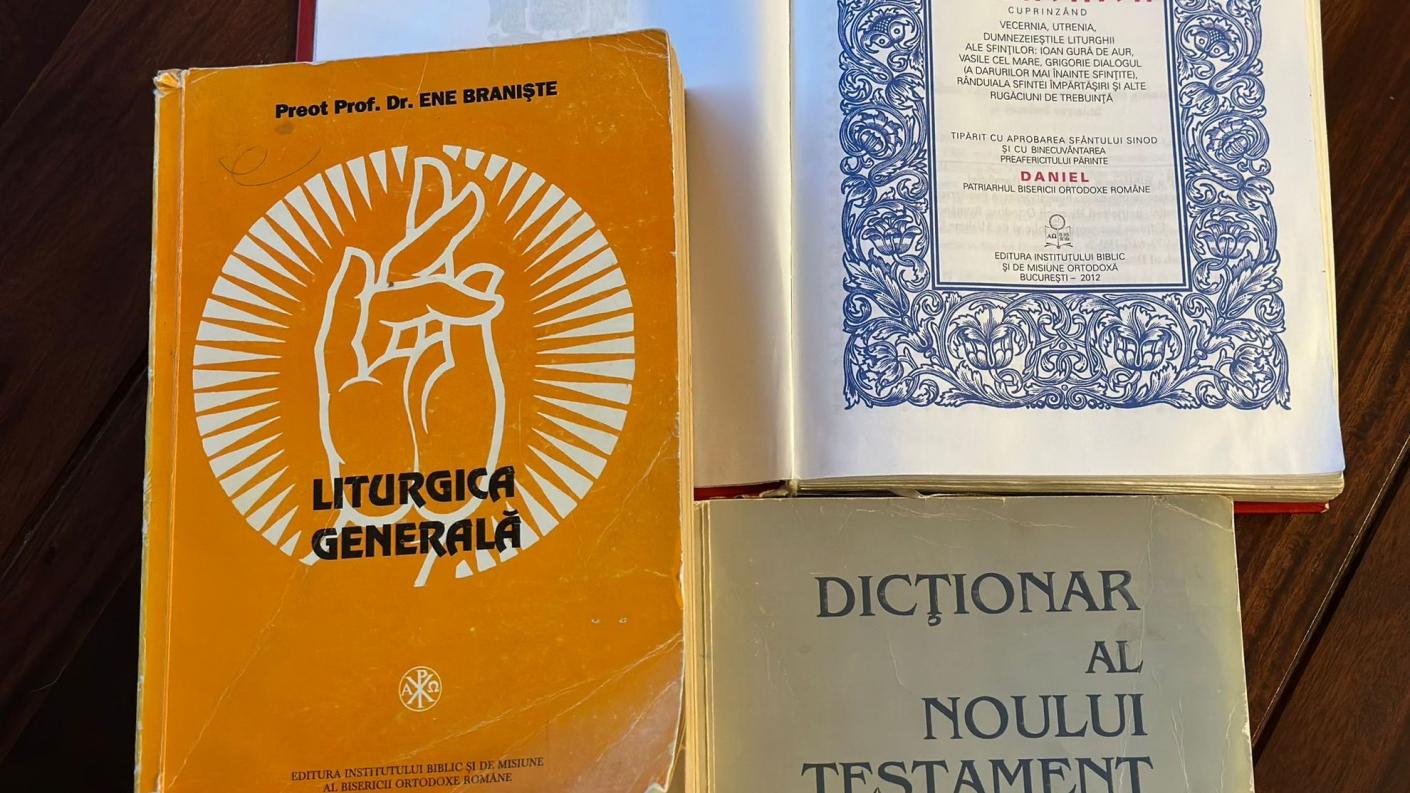 Preot Prof. Dr. ENE BRANIŞTE
LITURGICA
GENERALĂ
EDITURA INSTITUTULUI BIBLIC ŞI DE MISIUNE
AL BISERICII ORTODOXE ROMÂNE
CUPRINZÂND
VECERNIA, UTRENIA,
DUMNEZEIEŞTILE LITURGHII
ALE SFINŢILOR: IOAN GURĂ DE AUR,
VASILE CEL MARE, GRIGORIE DIALOGUL
(A DARURILOR MAI ÎNAINTE SFINŢITE),
RÂNDUIALA SFINTEI ÎMPĂRTĂŞIRI ŞI ALTE
RUGĂCIUNI DE TREBUINŢĂ
TIPĂRIT CU APROBAREA SFÂNTULUI SINOD
ŞI CU BINECUVÂNTAREA
PREAFERICITULUI PĂRINTE
DANIEL
PATRIARHUL BISERICII ORTODOXE ROMÂNE
EDITURA INSTITUTULUI BIBLIC
ŞI DE MISIUNE ORTODOXĂ
BUCUREŞTI – 2012
DICŢIONAR
AL
NOULUI
TESTAMENT